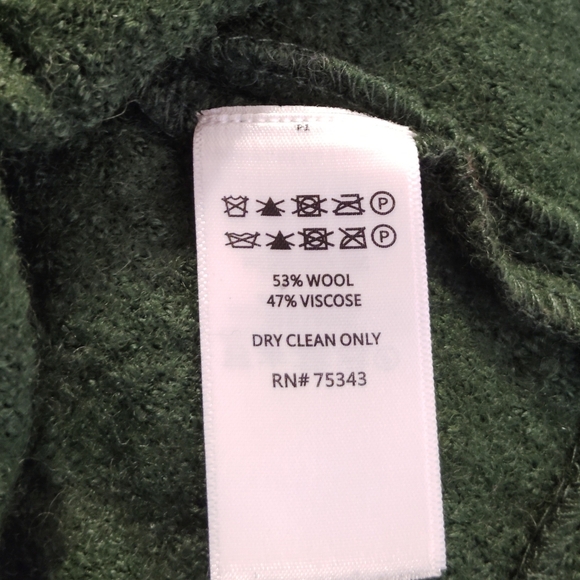 P
P
53% WOOL
47% VISCOSE
DRY CLEAN ONLY
RN# 75343